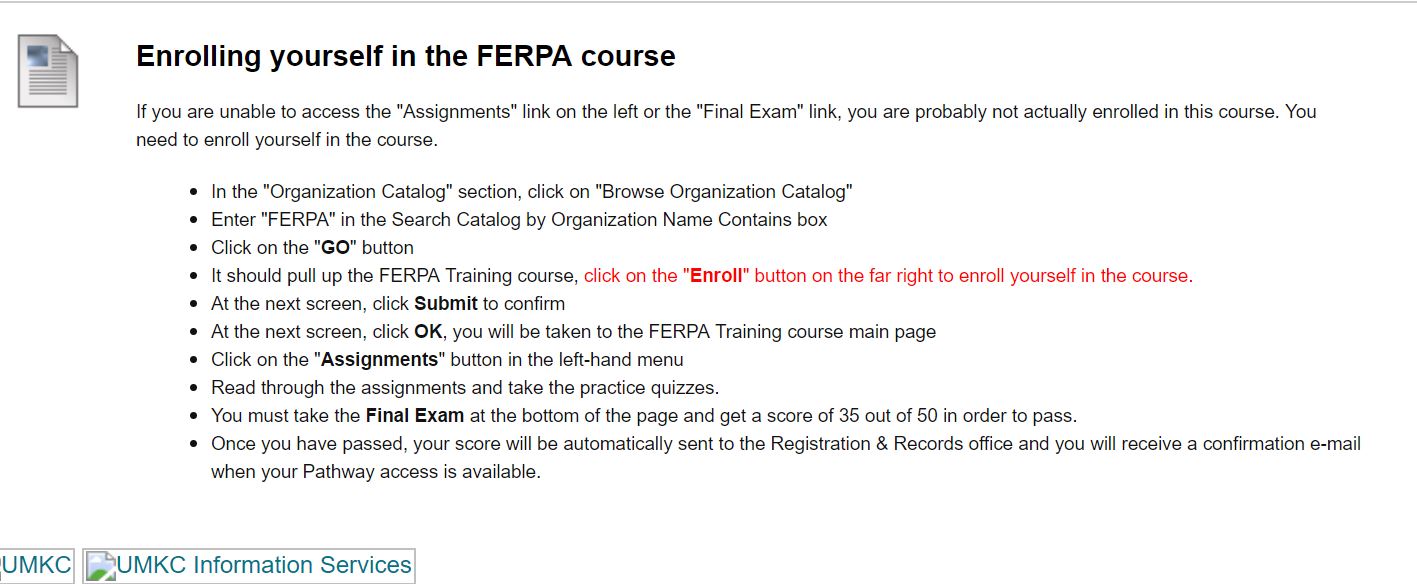 Enrolling yourself in the FERPA course
If you are unable to access the "Assignments" link on the left or the "Final Exam" link, you are probably not actually enrolled in this course. You
need to enroll yourself in the course.
In the "Organization Catalog" section, click on "Browse Organization Catalog"
Enter "FERPA" in the Search Catalog by Organization Name Contains box
Click on the "GO" button
It should pull up the FERPA Training course, click on the "Enroll" button on the far right to enroll yourself in the course.
At the next screen, click Submit to confirm
At the next screen, click OK, you will be taken to the FERPA Training course main page
Click on the "Assignments" button in the left-hand menu
Read through the assignments and take the practice quizzes.
You must take the Final Exam at the bottom of the page and get a score of 35 out of 50 in order to pass.
Once you have passed, your score will be automatically sent to the Registration & Records office and you will receive a confirmation e-mail
when your Pathway access is available.
UMKC UMKC Information Services